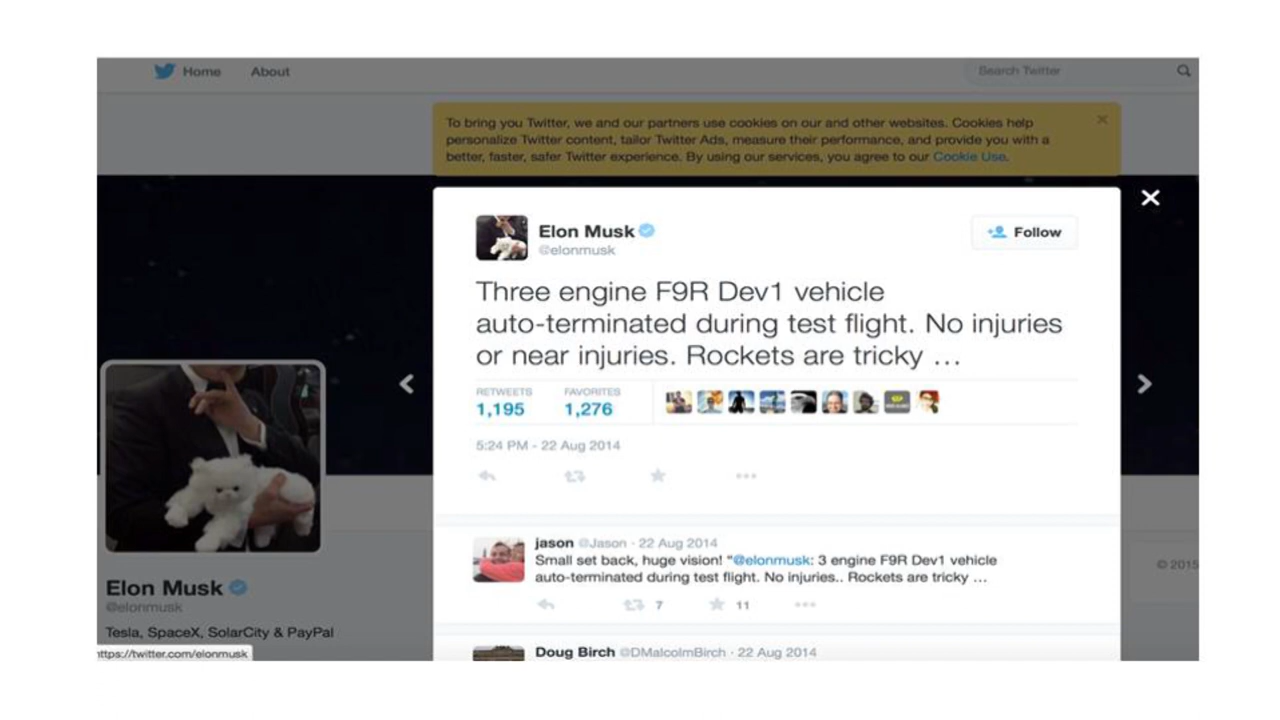 Home About Search Twitter
To bring you Twitter, we and our partners use cookies on our and other websites. Cookies help
personalize Twitter content, tailor Twitter Ads, measure their performance, and provide you with a
better, faster, safer Twitter experience. By using our services, you agree to our Cookie Use.
Elon Musk
@elonmusk
Follow
Three engine F9R Dev1 vehicle
auto-terminated during test flight. No injuries
or near injuries. Rockets are tricky …
RETWEETS FAVORITES
1,195 1,276
5:24 PM - 22 Aug 2014
jason @Jason · 22 Aug 2014
Small set back, huge vision! "@elonmusk: 3 engine F9R Dev1 vehicle
auto-terminated during test flight. No injuries.. Rockets are tricky …
7 11
Doug Birch @DMalcolmBirch · 22 Aug 2014
Elon Musk
@elonmusk
Tesla, SpaceX, SolarCity & PayPal
https://twitter.com/elonmusk
© 2015